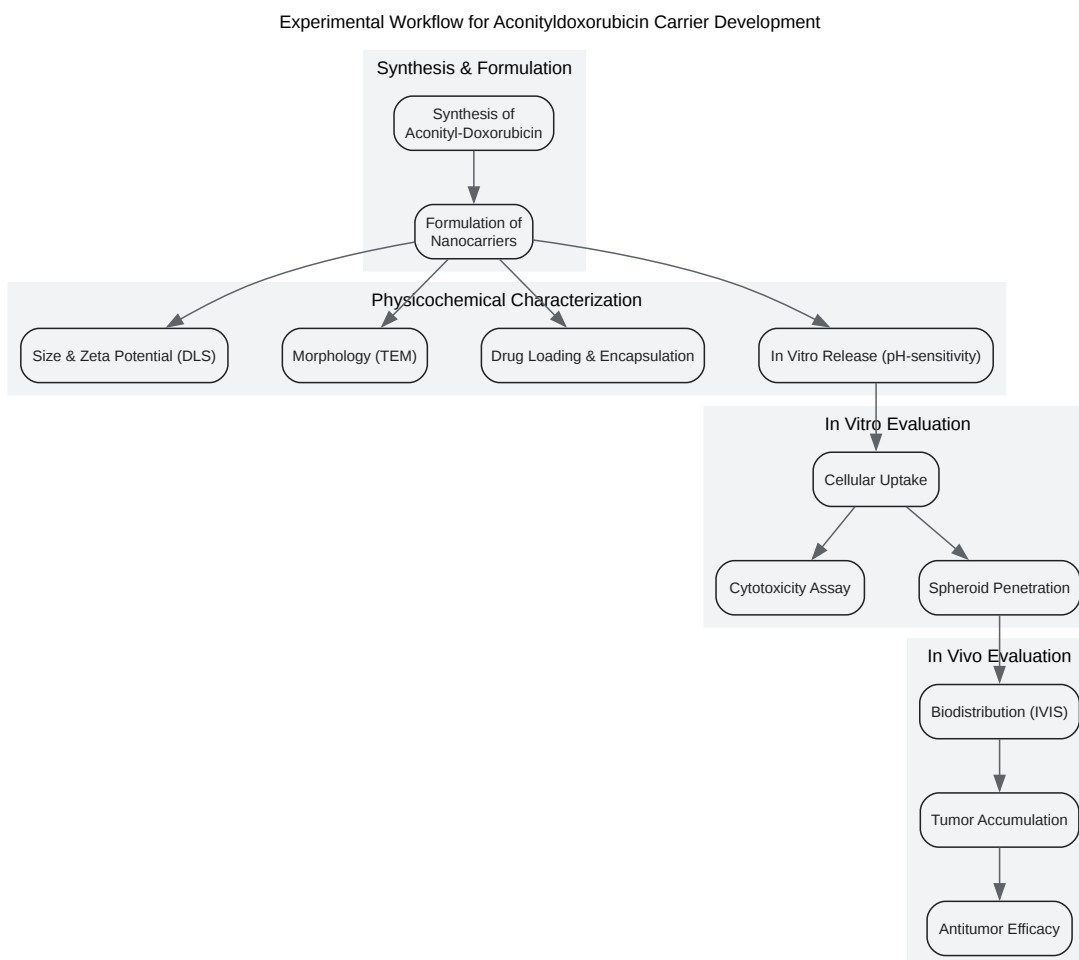 Experimental Workflow for Aconityldoxorubicin Carrier Development
Synthesis & Formulation
Synthesis of
Aconityl-Doxorubicin
Formulation of
Nanocarriers
Physicochemical Characterization
Size & Zeta Potential (DLS)
Morphology (TEM)
Drug Loading & Encapsulation
In Vitro Release (pH-sensitivity)
In Vitro Evaluation
Cellular Uptake
Cytotoxicity Assay
Spheroid Penetration
In Vivo Evaluation
Biodistribution (IVIS)
Tumor Accumulation
Antitumor Efficacy